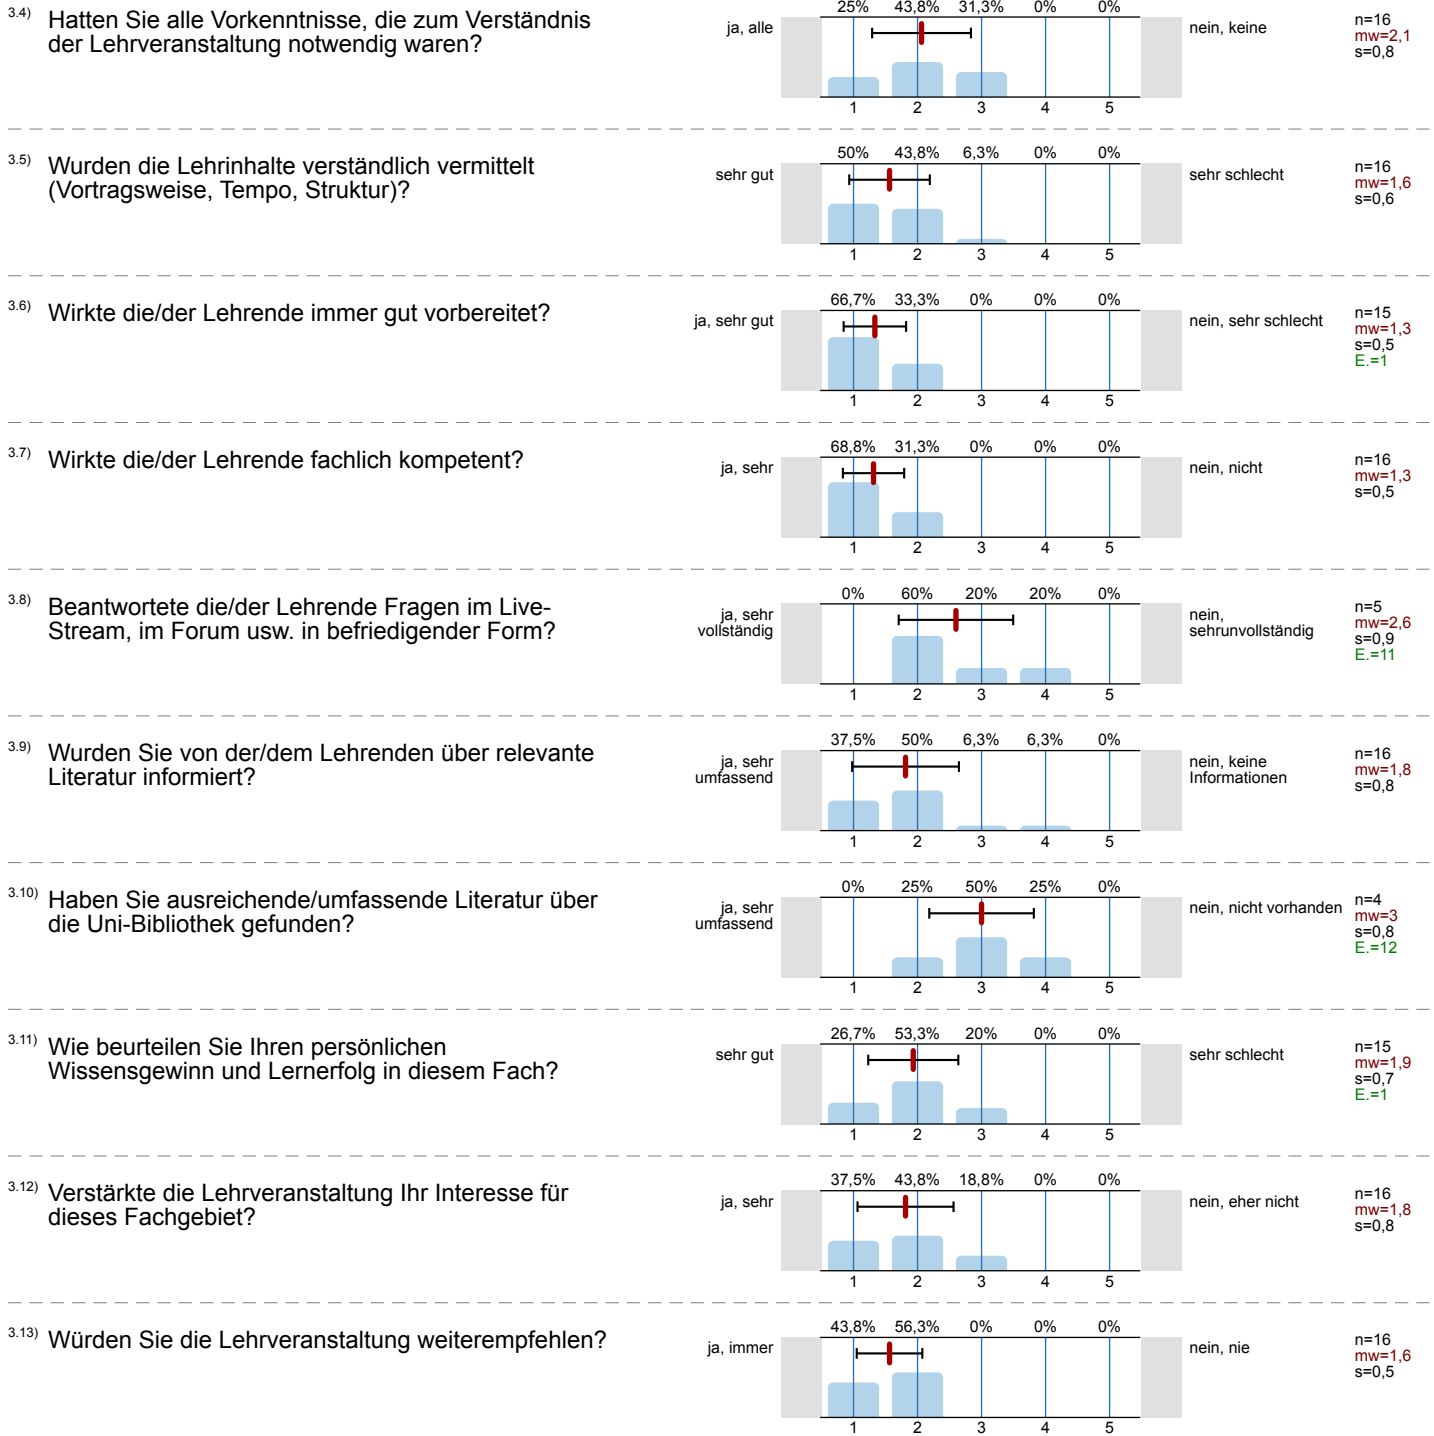 3.4) Hatten Sie alle Vorkenntnisse, die zum Verständnis
der Lehrveranstaltung notwendig waren?
ja, alle
25% 43,8% 31,3% 0% 0%
1 2 3 4 5
nein, keine
n=16
mw=2,1
s=0,8
3.5) Wurden die Lehrinhalte verständlich vermittelt
(Vortragsweise, Tempo, Struktur)?
sehr gut
50% 43,8% 6,3% 0% 0%
1 2 3 4 5
sehr schlecht
n=16
mw=1,6
s=0,6
3.6) Wirkte die/der Lehrende immer gut vorbereitet?
ja, sehr gut
66,7% 33,3% 0% 0% 0%
1 2 3 4 5
nein, sehr schlecht
n=15
mw=1,3
s=0,5
E.=1
3.7) Wirkte die/der Lehrende fachlich kompetent?
ja, sehr
68,8% 31,3% 0% 0% 0%
1 2 3 4 5
nein, nicht
n=16
mw=1,3
s=0,5
3.8) Beantwortete die/der Lehrende Fragen im Live-
Stream, im Forum usw. in befriedigender Form?
ja, sehr
vollständig
0% 60% 20% 20% 0%
1 2 3 4 5
nein,
sehrunvollständig
n=5
mw=2,6
s=0,9
E.=11
3.9) Wurden Sie von der/dem Lehrenden über relevante
Literatur informiert?
ja, sehr
umfassend
37,5% 50% 6,3% 6,3% 0%
1 2 3 4 5
nein, keine
Informationen
n=16
mw=1,8
s=0,8
3.10) Haben Sie ausreichende/umfassende Literatur über
die Uni-Bibliothek gefunden?
ja, sehr
umfassend
0% 25% 50% 25% 0%
1 2 3 4 5
nein, nicht vorhanden
n=4
mw=3
s=0,8
E.=12
3.11) Wie beurteilen Sie Ihren persönlichen
Wissensgewinn und Lernerfolg in diesem Fach?
sehr gut
26,7% 53,3% 20% 0% 0%
1 2 3 4 5
sehr schlecht
n=15
mw=1,9
s=0,7
E.=1
3.12) Verstärkte die Lehrveranstaltung Ihr Interesse für
dieses Fachgebiet?
ja, sehr
37,5% 43,8% 18,8% 0% 0%
1 2 3 4 5
nein, eher nicht
n=16
mw=1,8
s=0,8
3.13) Würden Sie die Lehrveranstaltung weiterempfehlen?
ja, immer
43,8% 56,3% 0% 0% 0%
1 2 3 4 5
nein, nie
n=16
mw=1,6
s=0,5